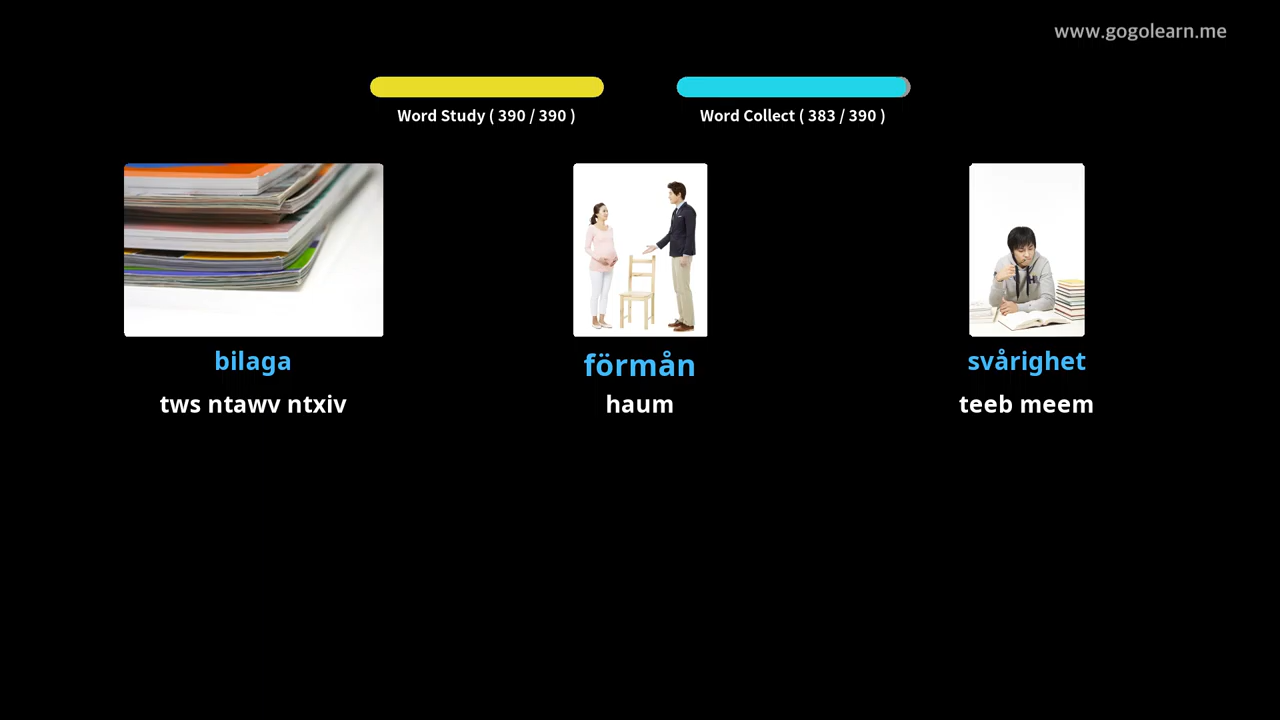 www.gogolearn.me
Word Study ( 390 / 390 )
Word Collect ( 383 / 390 )
bilaga
förmån
svårighet
tws ntawv ntxiv
haum
teeb meem